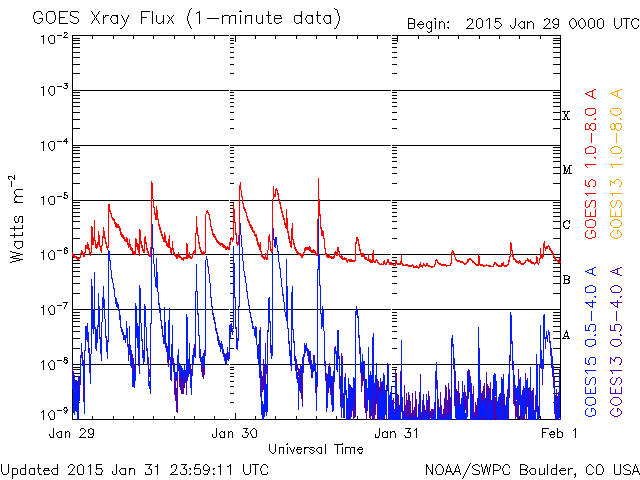 GOES Xray Flux (1-minute data)
Begin: 2015 Jan 29 0000 UTC
10-2
10-3
10-4
10-5
10-6
10-7
10-8
10-9
Watts m-2
X
M
C
B
A
GOES15 1.0-8.0 A
GOES13 1.0-8.0 A
GOES15 0.5-4.0 A
GOES13 0.5-4.0 A
Jan 29
Jan 30
Jan 31
Feb 1
Universal Time
Updated 2015 Jan 31 23:59:11 UTC
NOAA/SWPC Boulder, CO USA